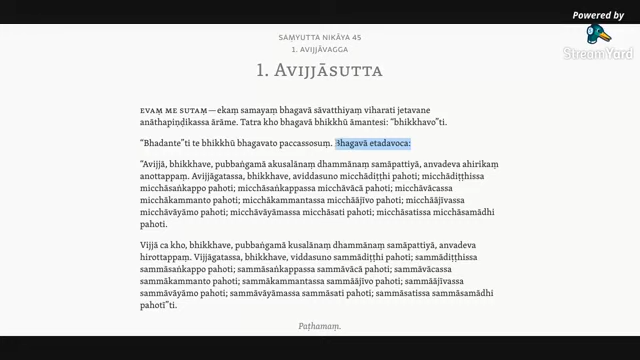 Powered by
StreamYard
SAṂYUTTA NIKĀYA 45
1. AVIJJĀVAGGA
1. AVIJJĀSUTTA
EVAṂ ME SUTAṂ—ekaṃ samayaṃ bhagavā sāvatthiyaṃ viharati jetavane
anāthapiṇḍikassa ārāme. Tatra kho bhagavā bhikkhū āmantesi: “bhikkhavo”ti.
“Bhadante”ti te bhikkhū bhagavato paccassosuṃ. Bhagavā etadavoca:
“Avijjā, bhikkhave, pubbaṅgamā akusalānaṃ dhammānaṃ samāpattiyā, anvadeva ahirikaṃ
anottappaṃ. Avijjāgatassa, bhikkhave, aviddasuno micchādiṭṭhi pahoti; micchādiṭṭhissa
micchāsaṅkappo pahoti; micchāsaṅkappassa micchāvācā pahoti; micchāvācassa
micchākammanto pahoti; micchākammantassa micchāājīvo pahoti; micchāājīvassa
micchāvāyāmo pahoti; micchāvāyāmassa micchāsati pahoti; micchāsatissa micchāsamādhi
pahoti.
Vijjā ca kho, bhikkhave, pubbaṅgamā kusalānaṃ dhammānaṃ samāpattiyā, anvadeva
hirottappaṃ. Vijjāgatassa, bhikkhave, viddasuno sammādiṭṭhi pahoti; sammādiṭṭhissa
sammāsaṅkappo pahoti; sammāsaṅkappassa sammāvācā pahoti; sammāvācassa
sammākammanto pahoti; sammākammantassa sammāājīvo pahoti; sammāājīvassa
sammāvāyāmo pahoti; sammāvāyāmassa sammāsati pahoti; sammāsatissa sammāsamādhi
pahotī”ti.
Paṭhamaṃ.